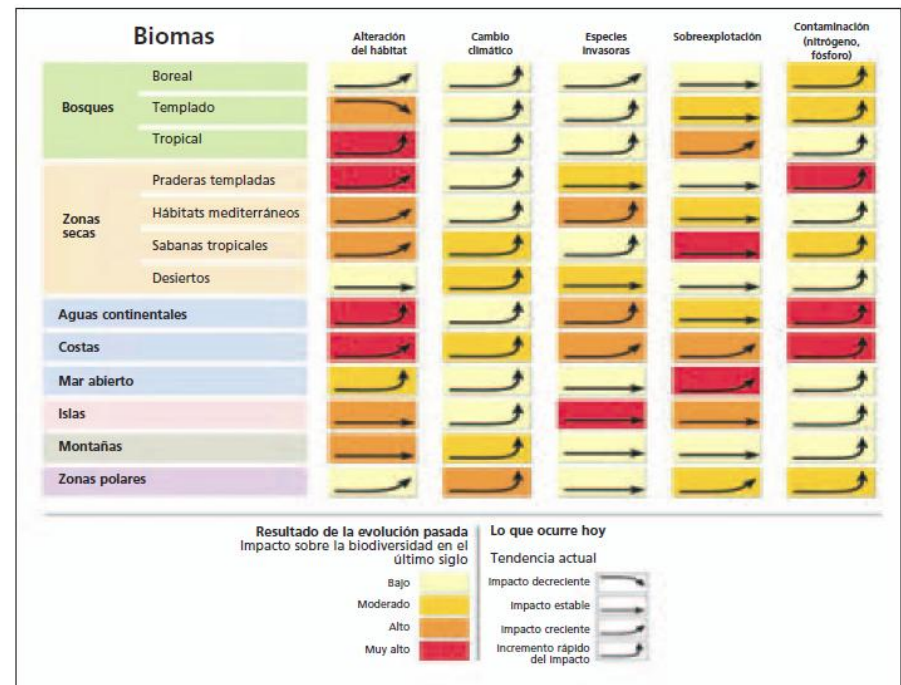 Biomas
Alteración
del hábitat
Cambio
climático
Especies
invasoras
Sobreexplotación
Contaminación
(nitrógeno,
fósforo)
Bosques
Boreal
Templado
Tropical
Zonas
secas
Praderas templadas
Hábitats mediterráneos
Sabanas tropicales
Desiertos
Aguas continentales
Costas
Mar abierto
Islas
Montañas
Zonas polares
Resultado de la evolución pasada
Impacto sobre la biodiversidad en el
último siglo
Bajo
Moderado
Alto
Muy alto
Lo que ocurre hoy
Tendencia actual
Impacto decreciente
Impacto estable
Impacto creciente
Incremento rápido
del impacto